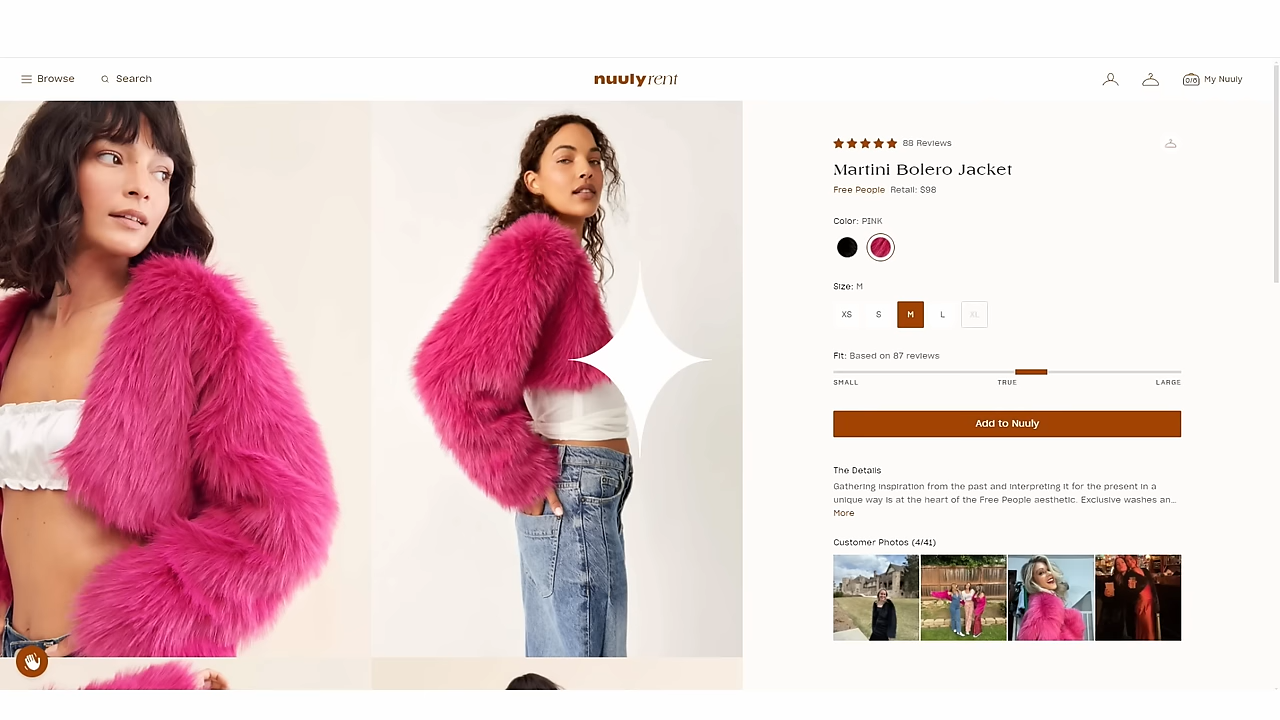 Browse
Search
nuuly rent
0/6
My Nuuly
88 Reviews
Martini Bolero Jacket
Free People Retail: $98
Color: PINK
Size: M
XS
S
M
L
XL
Fit: Based on 87 reviews
SMALL
TRUE
LARGE
Add to Nuuly
The Details
Gathering inspiration from the past and interpreting it for the present in a
unique way is at the heart of the Free People aesthetic. Exclusive washes an...
More
Customer Photos (4/41)